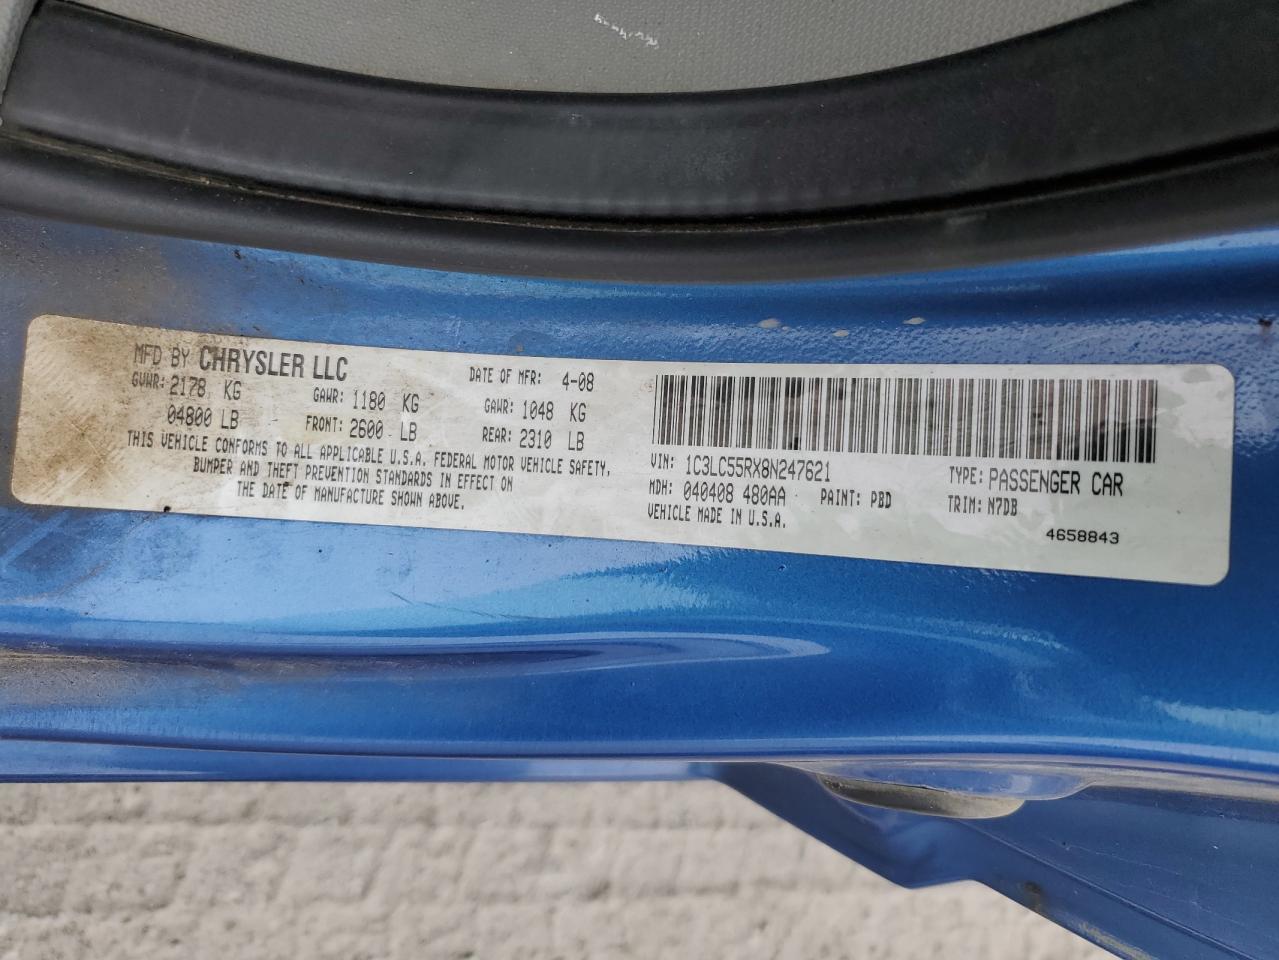 MFD BY CHRYSLER LLC DATE OF MFR: 4-08
GVWR: 2178 KG GAWR: 1180 KG GAWR: 1048 KG
04800 LB FRONT: 2600 LB REAR: 2310 LB
THIS VEHICLE CONFORMS TO ALL APPLICABLE U.S.A. FEDERAL MOTOR VEHICLE SAFETY,
BUMPER AND THEFT PREVENTION STANDARDS IN EFFECT ON
THE DATE OF MANUFACTURE SHOWN ABOVE.
VIN: 1C3LC55RX8N247621 TYPE: PASSENGER CAR
MDH: 040408 480AA PAINT: PBD TRIM: N7DB
VEHICLE MADE IN U.S.A.
4658843